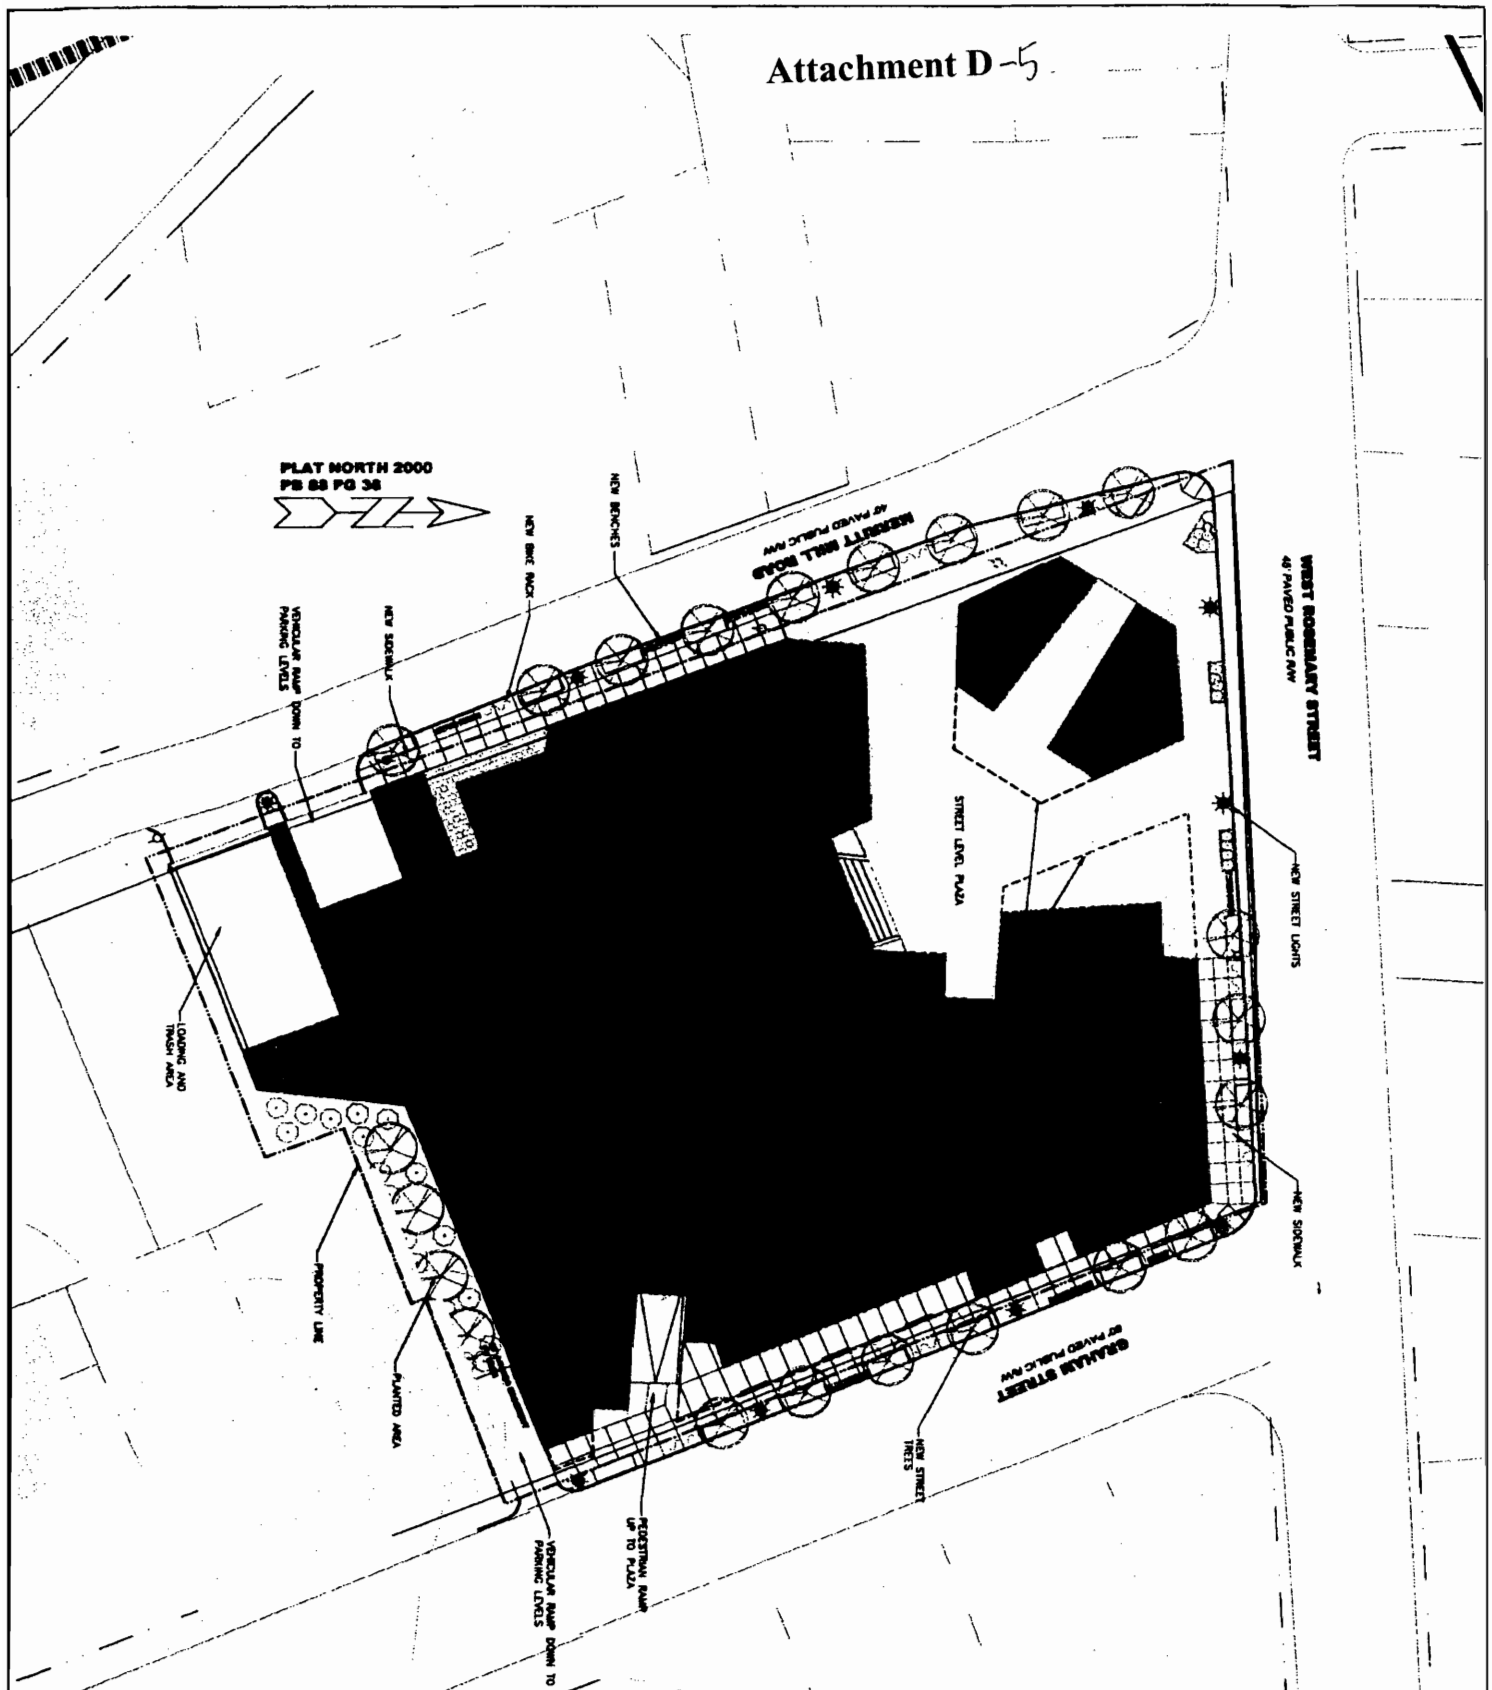 Attachment D-5
PLAT NORTH 2000
PB 88 PG 38
NEW BENCHES
NEW BIKE RACK
NEW SIDEWALK
VEHICULAR RAMP DOWN TO
PARKING LEVELS
MERRITT MILL ROAD
40' PAVED PUBLIC R/W
WEST ROSEMARY STREET
46' PAVED PUBLIC R/W
STREET LEVEL PLAZA
NEW STREET LIGHTS
LOADING AND
TRASH AREA
NEW SIDEWALK
PROPERTY LINE
PLANTED AREA
GRAHAM STREET
PAVED PUBLIC R/W
NEW STREET
TREES
PEDESTRIAN RAMP
UP TO PLAZA
VEHICULAR RAMP DOWN TO
PARKING LEVELS